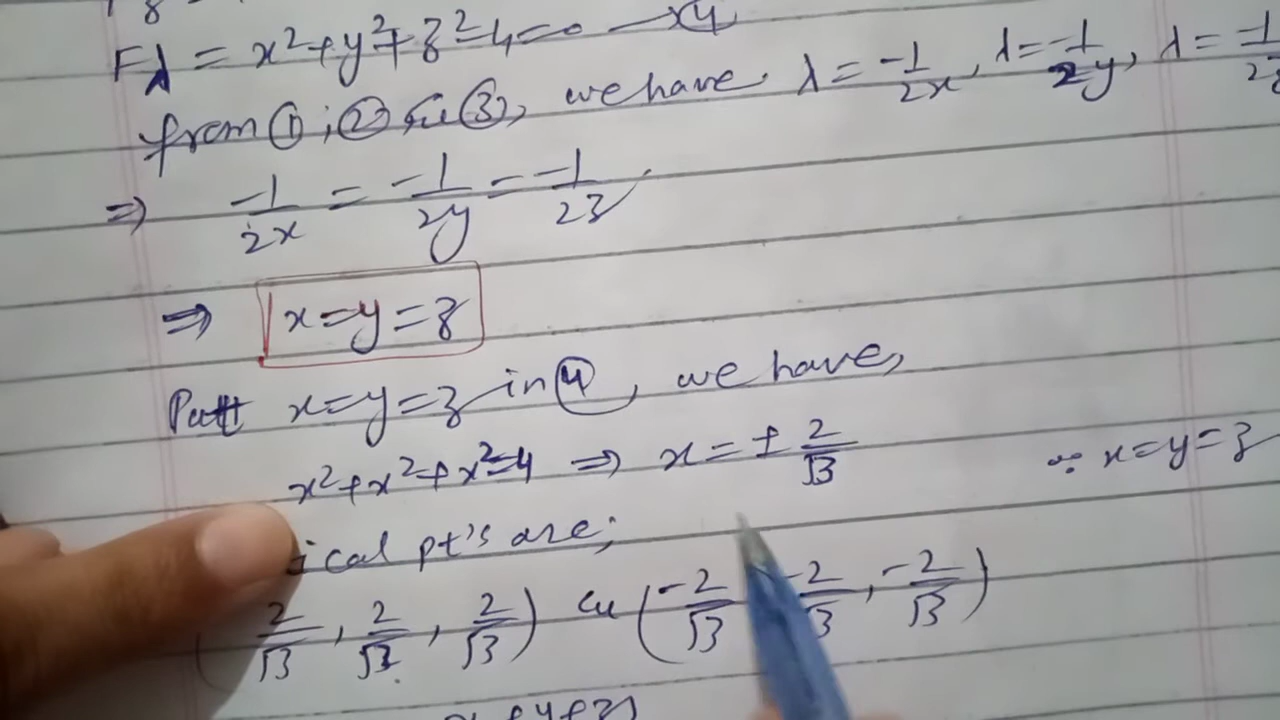 Fλ = x²+y²+z²-4=0 —(4)
from ①, ② & ③, we have λ = -1/2x, λ = -1/2y, λ = -1/2z
⇒ -1/2x = -1/2y = -1/2z
⇒ x=y=z
Put x=y=z in ④, we have,
x²+x²+x²=4 ⇒ x = ± 2/√3 ∵ x=y=z
ical pt's are;
(2/√3, 2/√3, 2/√3) & (-2/√3, -2/√3, -2/√3)
x+y+z